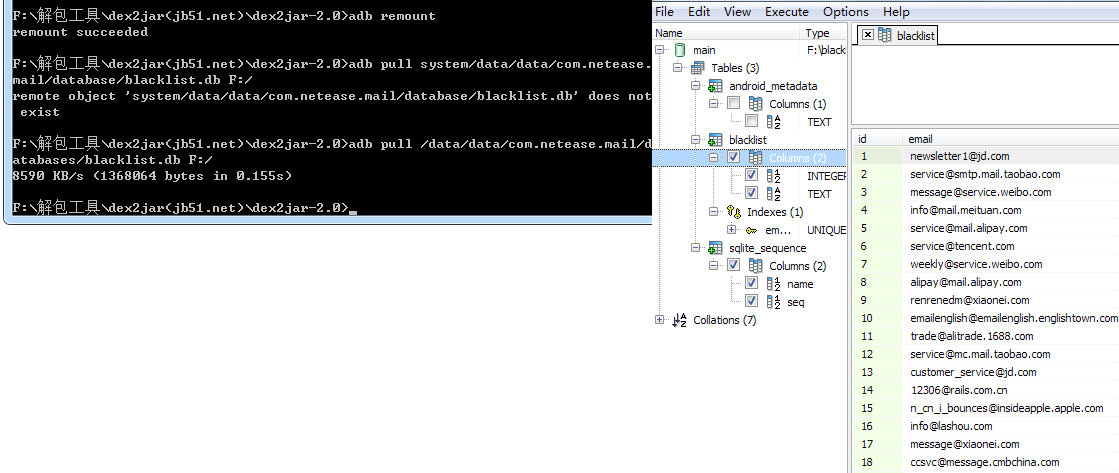 F:\解包工具\dex2jar(jb51.net)\dex2jar-2.0>adb remount
remount succeeded
F:\解包工具\dex2jar(jb51.net)\dex2jar-2.0>adb pull system/data/data/com.netease.
mail/database/blacklist.db F:/
remote object 'system/data/data/com.netease.mail/database/blacklist.db' does not
exist
F:\解包工具\dex2jar(jb51.net)\dex2jar-2.0>adb pull /data/data/com.netease.mail/d
atabases/blacklist.db F:/
8590 KB/s (1368064 bytes in 0.155s)
F:\解包工具\dex2jar(jb51.net)\dex2jar-2.0>_
File Edit View Execute Options Help
Name Type
main F:\black
Tables (3)
android_metadata
Columns (1)
TEXT
blacklist
Columns (2)
INTEGER
TEXT
Indexes (1)
em... UNIQUE
sqlite_sequence
Columns (2)
name
seq
Collations (7)
blacklist
id email
1 newsletter1@jd.com
2 service@smtp.mail.taobao.com
3 message@service.weibo.com
4 info@mail.meituan.com
5 service@mail.alipay.com
6 service@tencent.com
7 weekly@service.weibo.com
8 alipay@mail.alipay.com
9 renrenedm@xiaonei.com
10 emailenglish@emailenglish.englishtown.com
11 trade@alitrade.1688.com
12 service@mc.mail.taobao.com
13 customer_service@jd.com
14 12306@rails.com.cn
15 n_cn_i_bounces@insideapple.apple.com
16 info@lashou.com
17 message@xiaonei.com
18 ccsvc@message.cmbchina.com